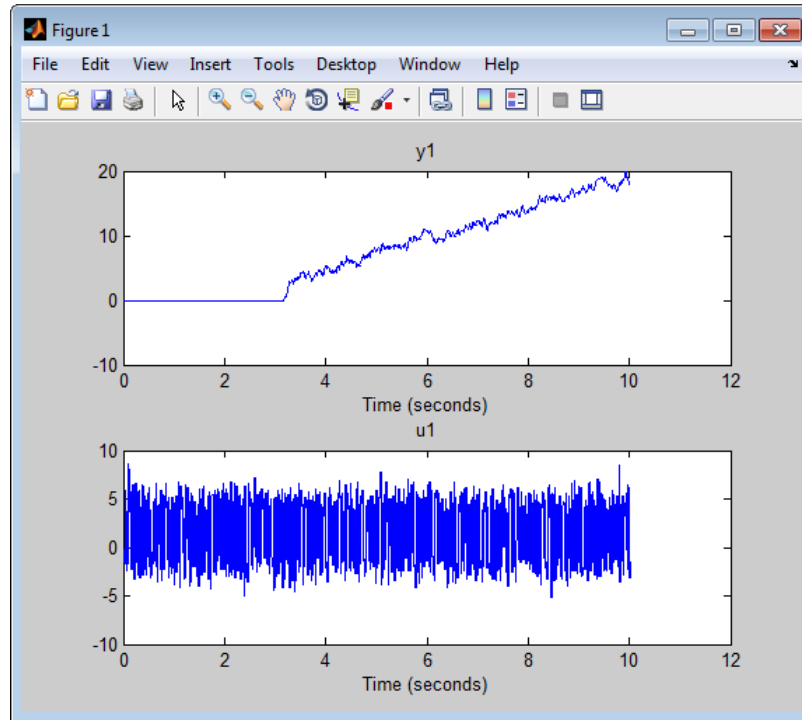 Figure 1
File Edit View Insert Tools Desktop Window Help
y1
20
10
0
-10
0 2 4 6 8 10 12
Time (seconds)
u1
10
5
0
-5
-10
0 2 4 6 8 10 12
Time (seconds)